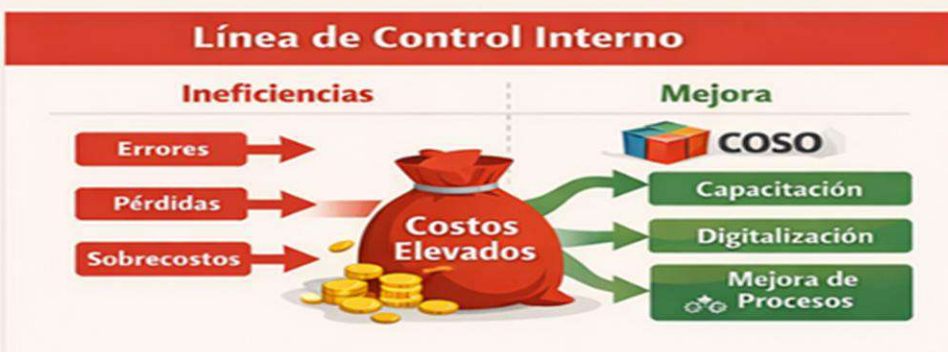 Línea de Control Interno
Ineficiencias
Mejora
Errores
Pérdidas
Sobrecostos
Costos
Elevados
COSO
Capacitación
Digitalización
Mejora de
Procesos